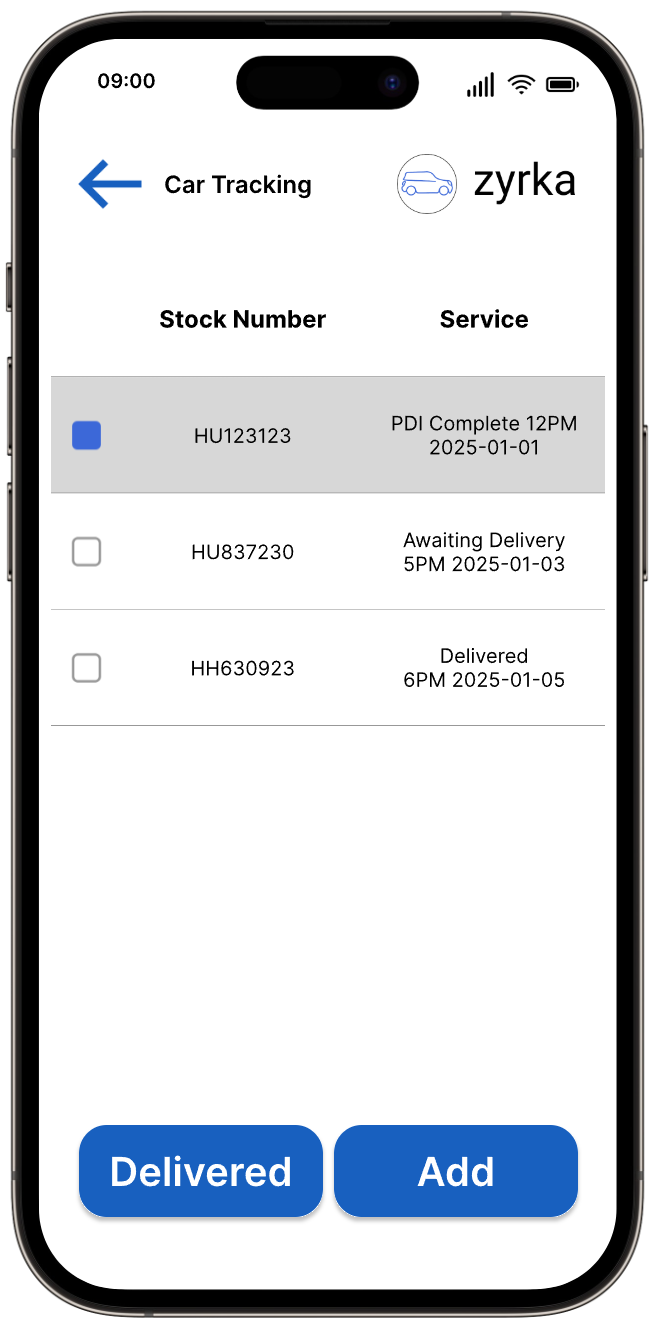 09:00
Car Tracking
zyrka
Stock Number
Service
HU123123
PDI Complete 12PM
2025-01-01
HU837230
Awaiting Delivery
5PM 2025-01-03
HH630923
Delivered
6PM 2025-01-05
Delivered
Add